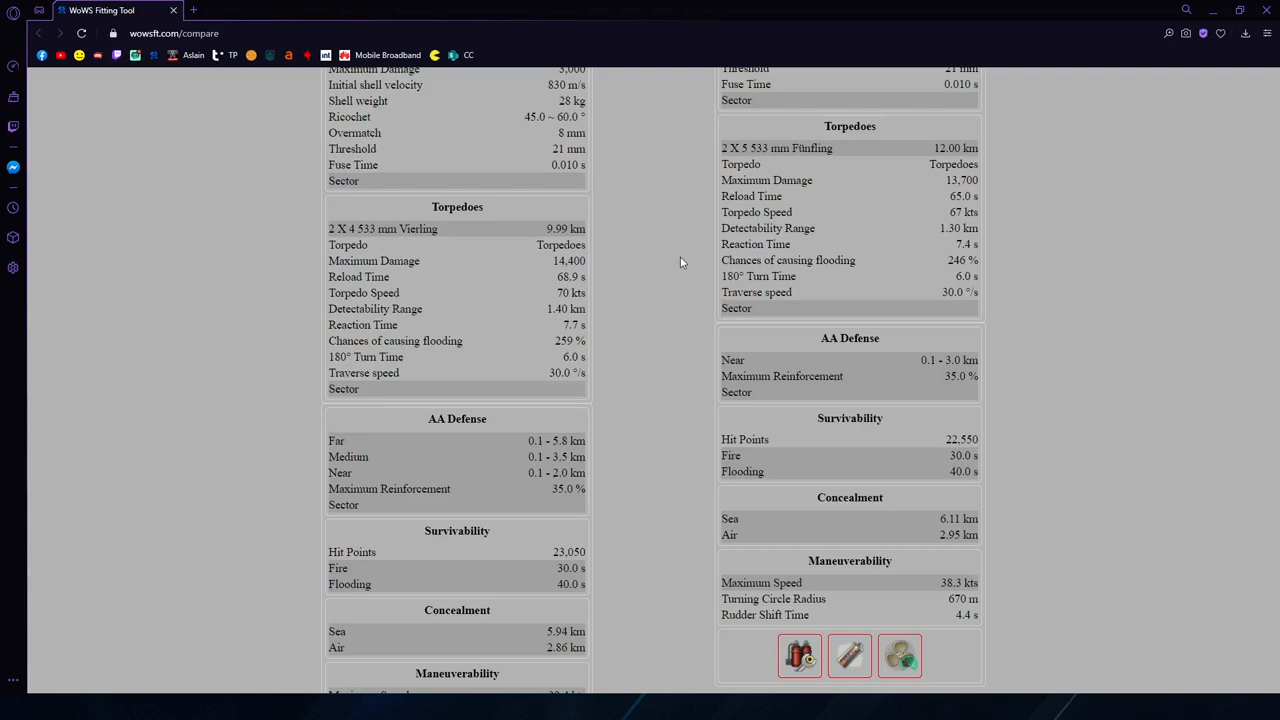 WoWS Fitting Tool
wowsft.com/compare
Aslain
TP
int
Mobile Broadband
CC
Maximum Damage 3,000
Initial shell velocity 830 m/s
Shell weight 28 kg
Ricochet 45.0 ~ 60.0 °
Overmatch 8 mm
Threshold 21 mm
Fuse Time 0.010 s
Sector
Torpedoes
2 X 4 533 mm Vierling 9.99 km
Torpedo Torpedoes
Maximum Damage 14,400
Reload Time 68.9 s
Torpedo Speed 70 kts
Detectability Range 1.40 km
Reaction Time 7.7 s
Chances of causing flooding 259 %
180° Turn Time 6.0 s
Traverse speed 30.0 °/s
Sector
AA Defense
Far 0.1 - 5.8 km
Medium 0.1 - 3.5 km
Near 0.1 - 2.0 km
Maximum Reinforcement 35.0 %
Sector
Survivability
Hit Points 23,050
Fire 30.0 s
Flooding 40.0 s
Concealment
Sea 5.94 km
Air 2.86 km
Maneuverability
Threshold 21 mm
Fuse Time 0.010 s
Sector
Torpedoes
2 X 5 533 mm Fünfling 12.00 km
Torpedo Torpedoes
Maximum Damage 13,700
Reload Time 65.0 s
Torpedo Speed 67 kts
Detectability Range 1.30 km
Reaction Time 7.4 s
Chances of causing flooding 246 %
180° Turn Time 6.0 s
Traverse speed 30.0 °/s
Sector
AA Defense
Near 0.1 - 3.0 km
Maximum Reinforcement 35.0 %
Sector
Survivability
Hit Points 22,550
Fire 30.0 s
Flooding 40.0 s
Concealment
Sea 6.11 km
Air 2.95 km
Maneuverability
Maximum Speed 38.3 kts
Turning Circle Radius 670 m
Rudder Shift Time 4.4 s